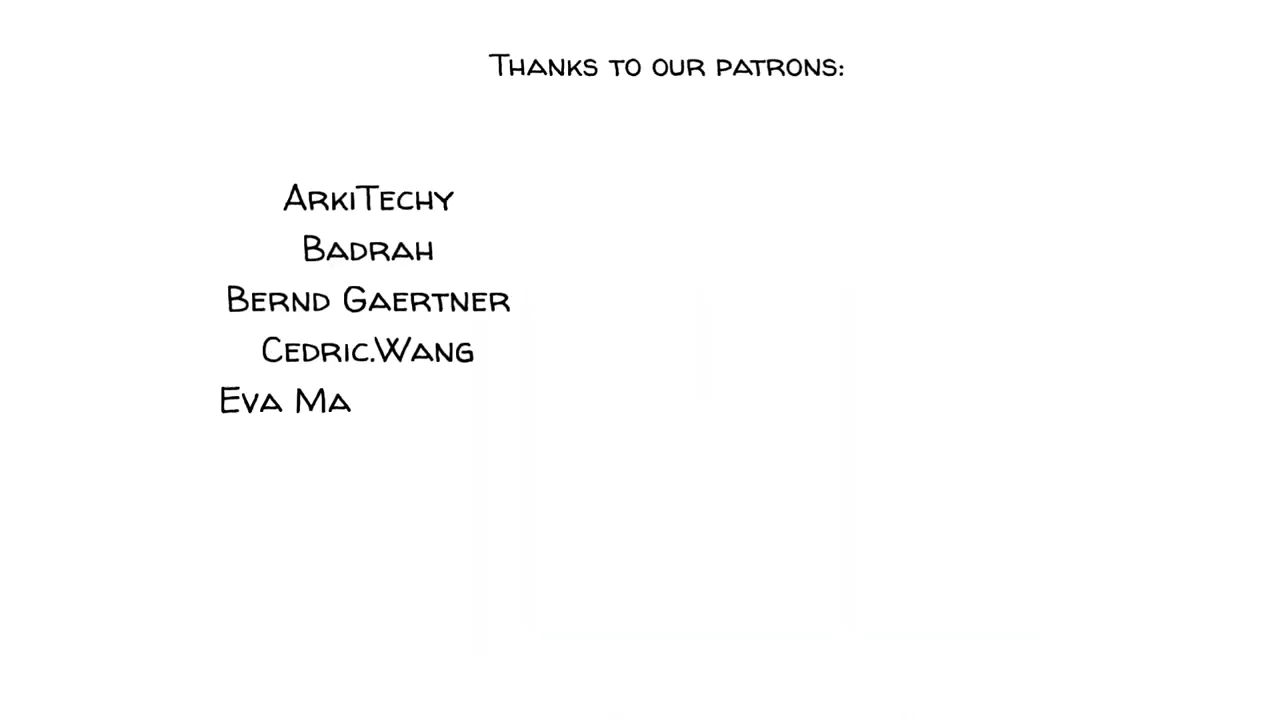 Thanks to our patrons:
ArkiTechy
Badrah
Bernd Gaertner
Cedric.Wang
Eva Ma